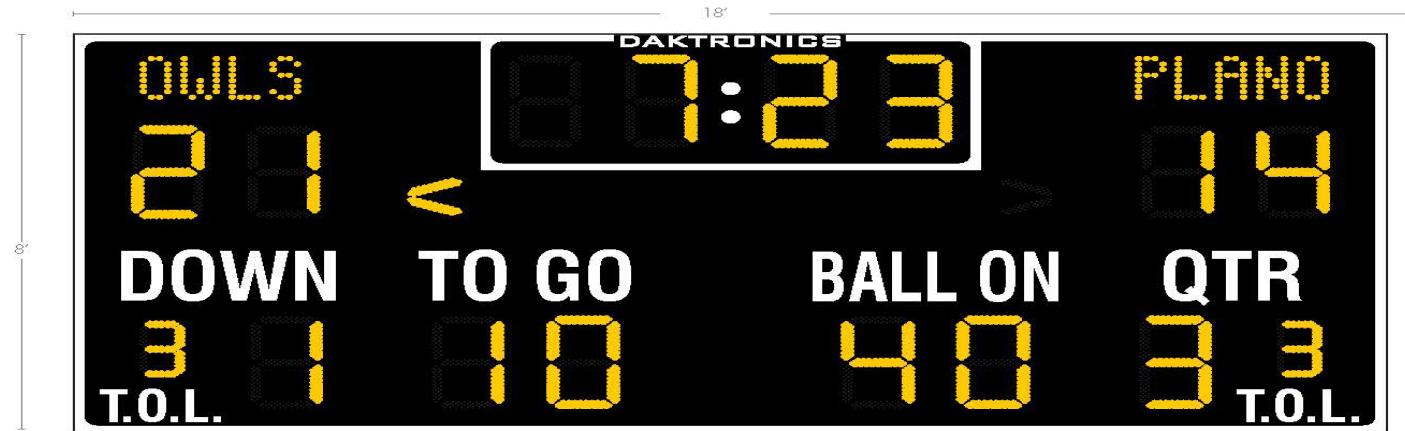 18'
DAKTRONICS
OWLS 7:23 PLANO
21 < > 14
8'
DOWN TO GO BALL ON QTR
3 1 10 40 3 3
T.O.L. T.O.L.